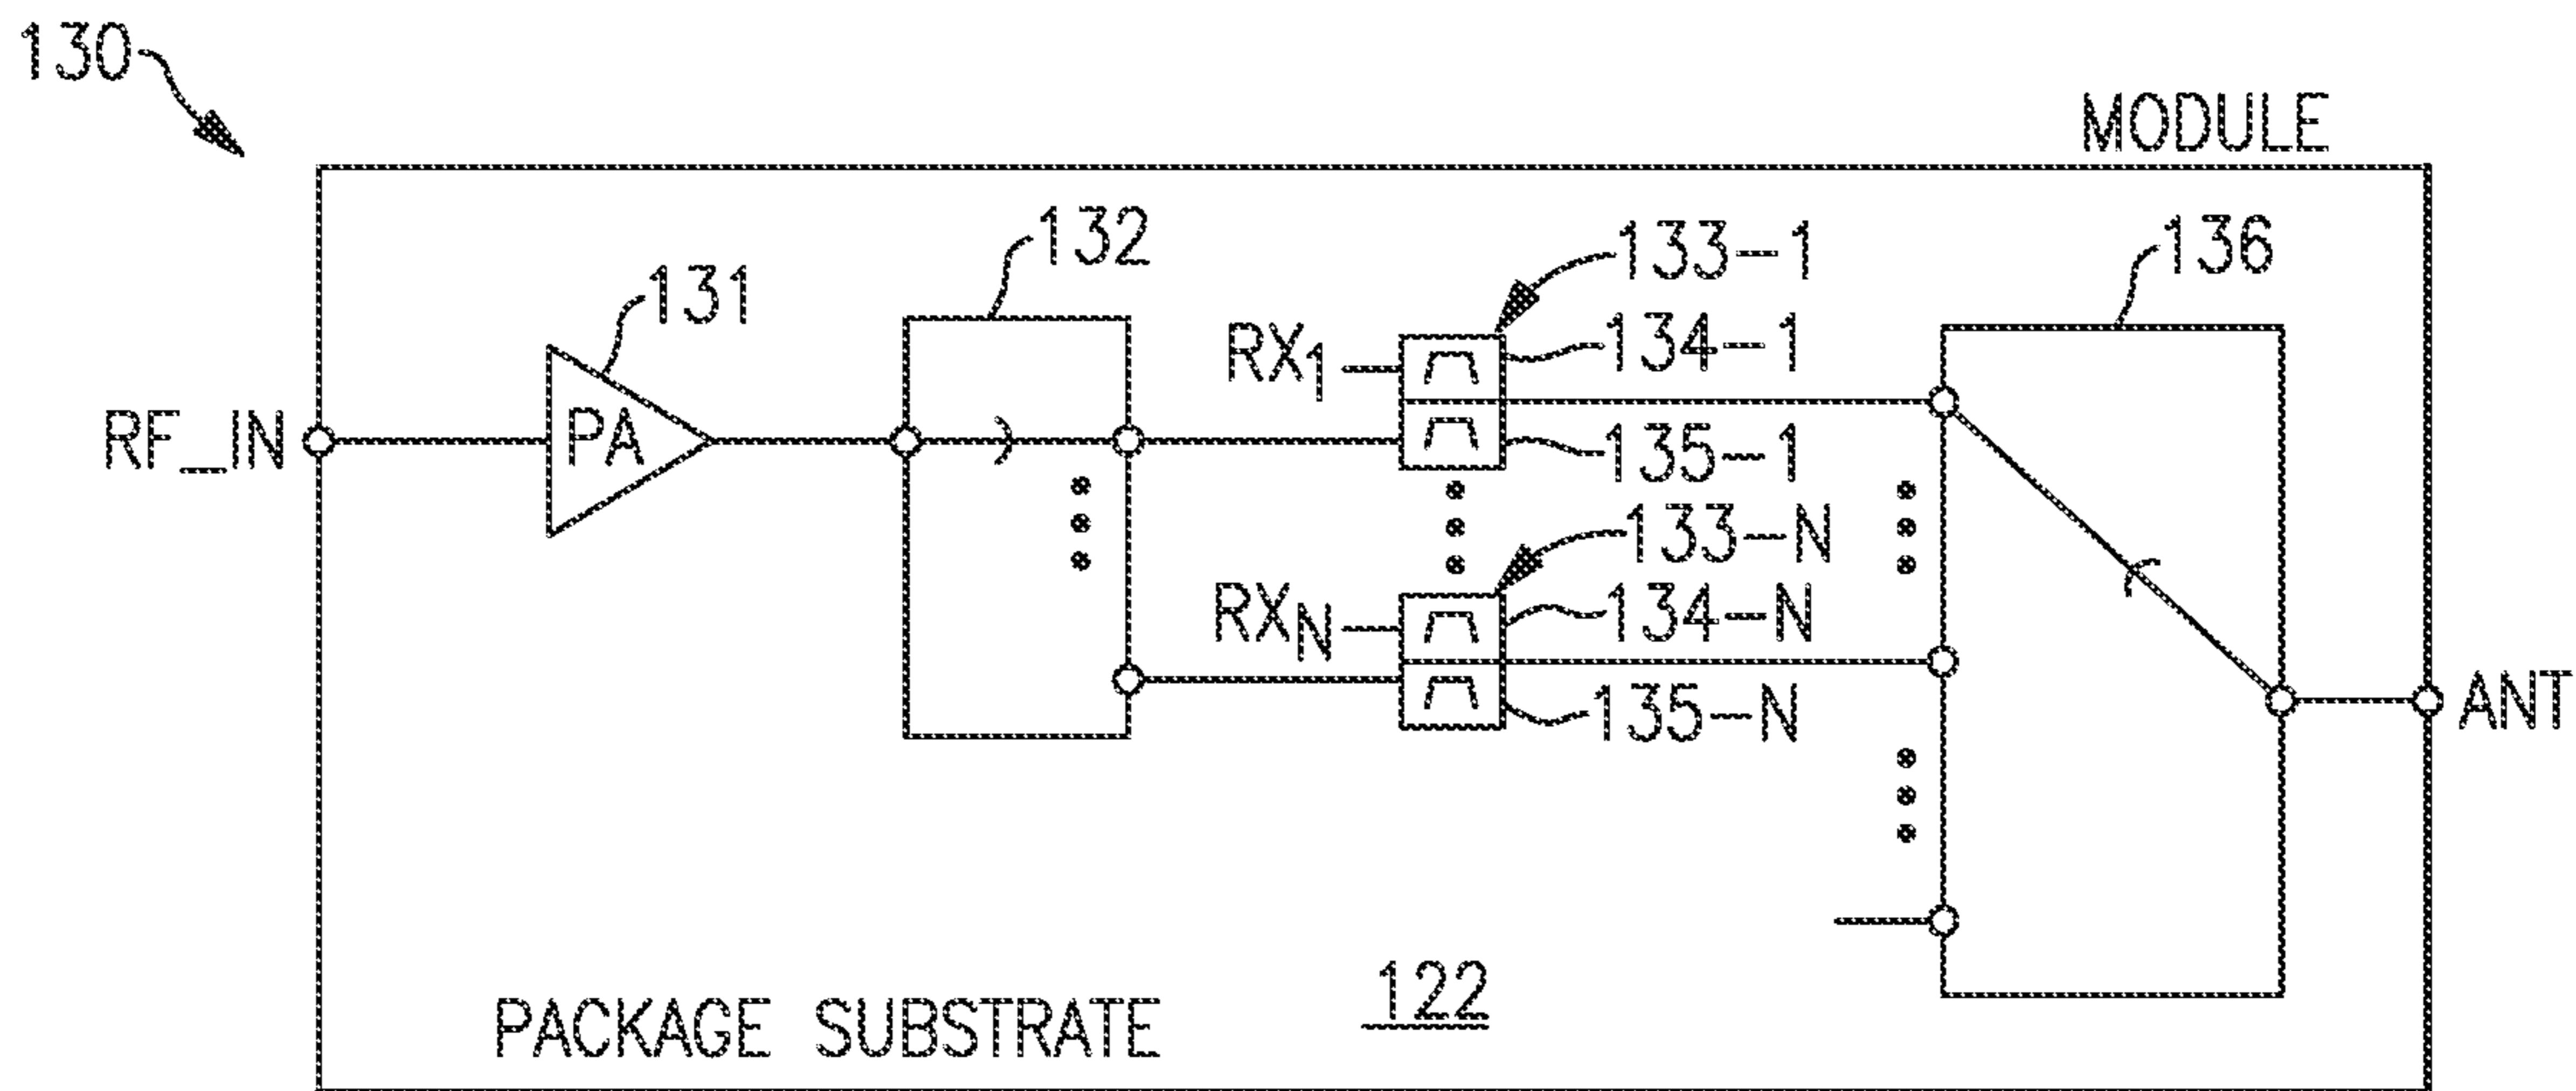 130
MODULE
132
133-1
136
131
RX1
134-1
RF_IN
PA
135-1
133-N
RXN
134-N
135-N
ANT
122
PACKAGE SUBSTRATE